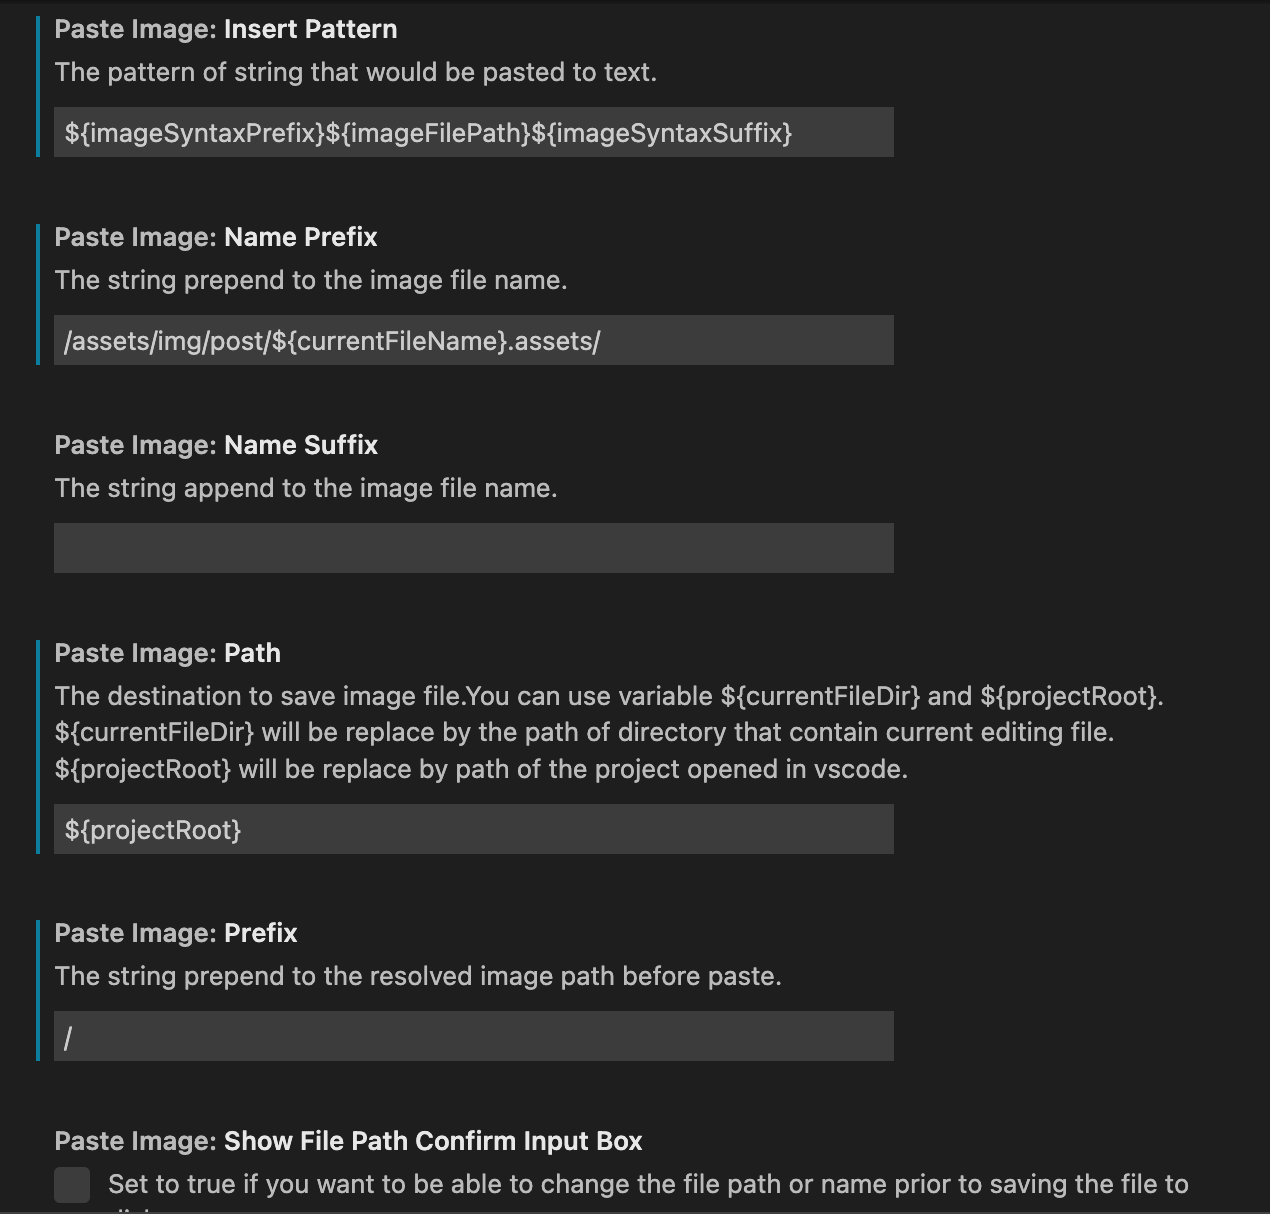 Paste Image: Insert Pattern
The pattern of string that would be pasted to text.
${imageSyntaxPrefix}${imageFilePath}${imageSyntaxSuffix}
Paste Image: Name Prefix
The string prepend to the image file name.
/assets/img/post/${currentFileName}.assets/
Paste Image: Name Suffix
The string append to the image file name.
Paste Image: Path
The destination to save image file.You can use variable ${currentFileDir} and ${projectRoot}.
${currentFileDir} will be replace by the path of directory that contain current editing file.
${projectRoot} will be replace by path of the project opened in vscode.
${projectRoot}
Paste Image: Prefix
The string prepend to the resolved image path before paste.
/
Paste Image: Show File Path Confirm Input Box
Set to true if you want to be able to change the file path or name prior to saving the file to